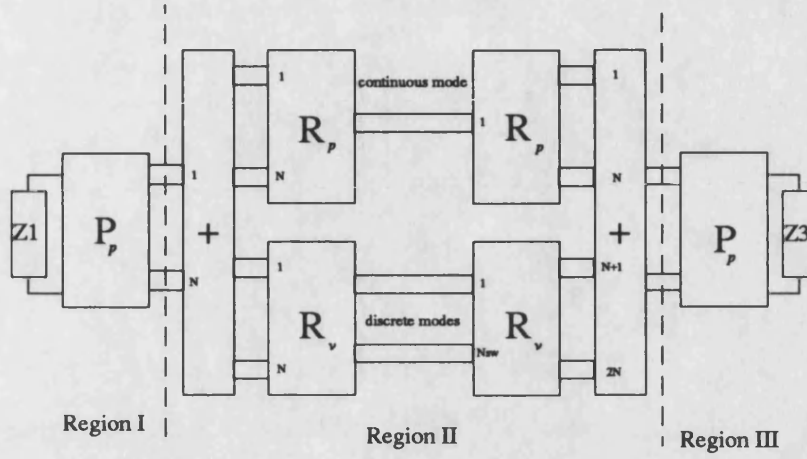 1
continuous mode
1
R p
1
R p
N
N
1
Z1
P p
+
N
+
P p
Z3
N
1
1
N+1
R v
discrete modes
R v
N
Nsw
2N
Region I
Region II
Region III